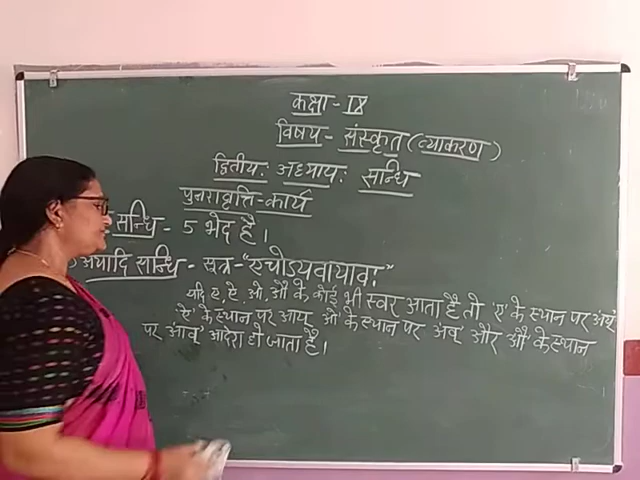 कक्षा - IX
विषय - संस्कृत (व्याकरण)
द्वितीयः अध्यायः सन्धि
पुनरावृत्ति-कार्य
सन्धि - 5 भेद है।
अयादि सन्धि - सूत्र - "एचोऽयवायावः"
यदि ए, ऐ, ओ, औ के कोई भी स्वर आता है तो 'ए' के स्थान पर अय्
'ऐ' के स्थान पर आय् ओ' के स्थान पर अव् और औ' के स्थान
पर 'आव्' आदेश हो जाता है।